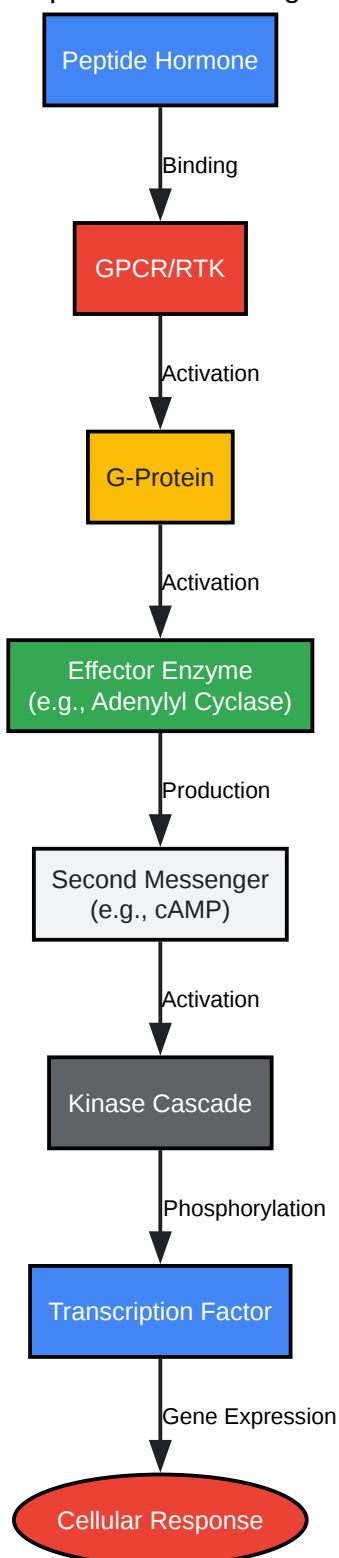 Peptide Hormone
Binding
GPCR/RTK
Activation
G-Protein
Activation
Effector Enzyme
(e.g., Adenylyl Cyclase)
Production
Second Messenger
(e.g., cAMP)
Activation
Kinase Cascade
Phosphorylation
Transcription Factor
Gene Expression
Cellular Response